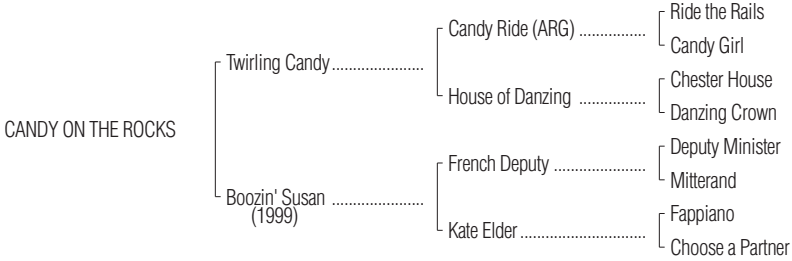 CANDY ON THE ROCKS
Twirling Candy......................
Boozin' Susan ......................
(1999)
Candy Ride (ARG) ................
House of Danzing ................
French Deputy ......................
Kate Elder..............................
Ride the Rails
Candy Girl
Chester House
Danzing Crown
Deputy Minister
Mitterand
Fappiano
Choose a Partner